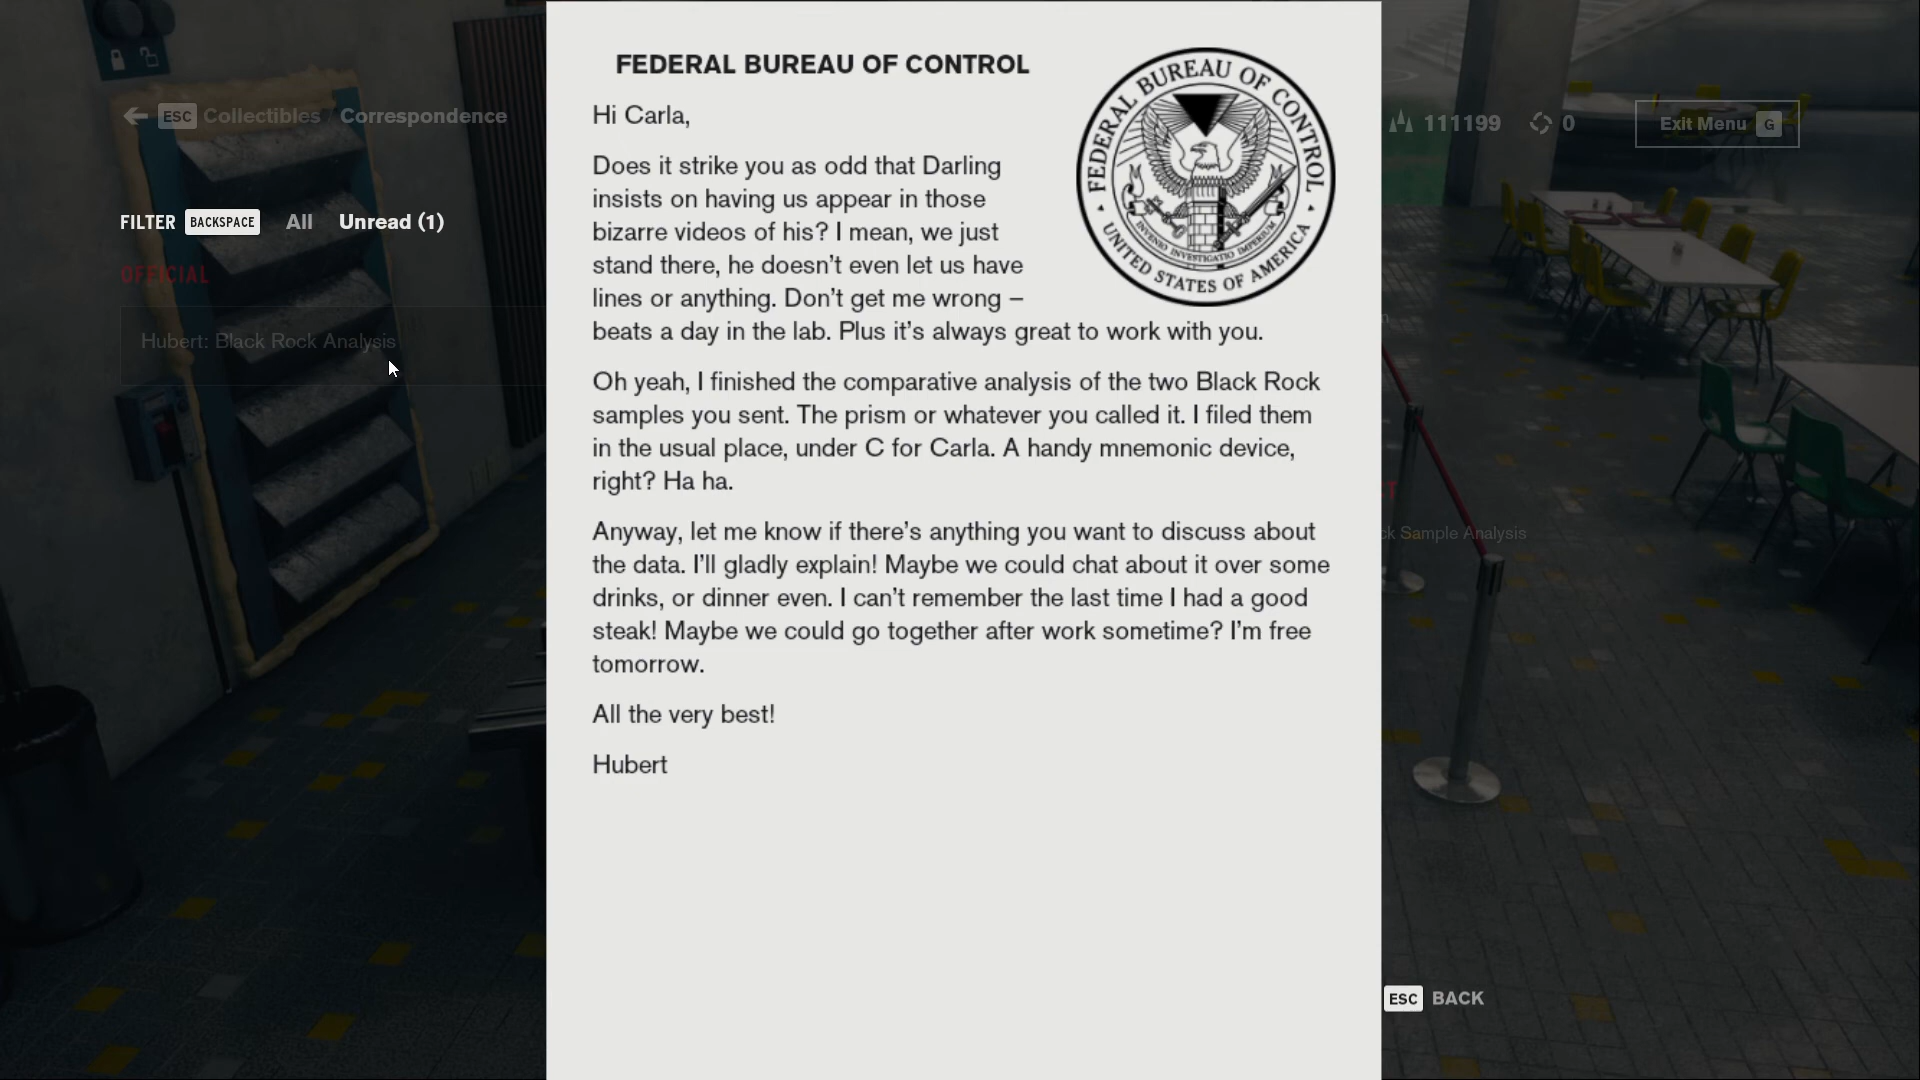 FEDERAL BUREAU OF CONTROL
FEDERAL BUREAU OF CONTROL
UNITED STATES OF AMERICA
INVENIO INVESTIGATIO IMPERIUM
ESC Collectibles Correspondence
111199 0
Exit Menu G
FILTER BACKSPACE All Unread (1)
OFFICIAL
Hubert: Black Rock Analysis
Hi Carla,
Does it strike you as odd that Darling
insists on having us appear in those
bizarre videos of his? I mean, we just
stand there, he doesn’t even let us have
lines or anything. Don’t get me wrong –
beats a day in the lab. Plus it’s always great to work with you.
Oh yeah, I finished the comparative analysis of the two Black Rock
samples you sent. The prism or whatever you called it. I filed them
in the usual place, under C for Carla. A handy mnemonic device,
right? Ha ha.
Anyway, let me know if there’s anything you want to discuss about
the data. I’ll gladly explain! Maybe we could chat about it over some
drinks, or dinner even. I can’t remember the last time I had a good
steak! Maybe we could go together after work sometime? I’m free
tomorrow.
All the very best!
Hubert
Sample Analysis
ESC BACK